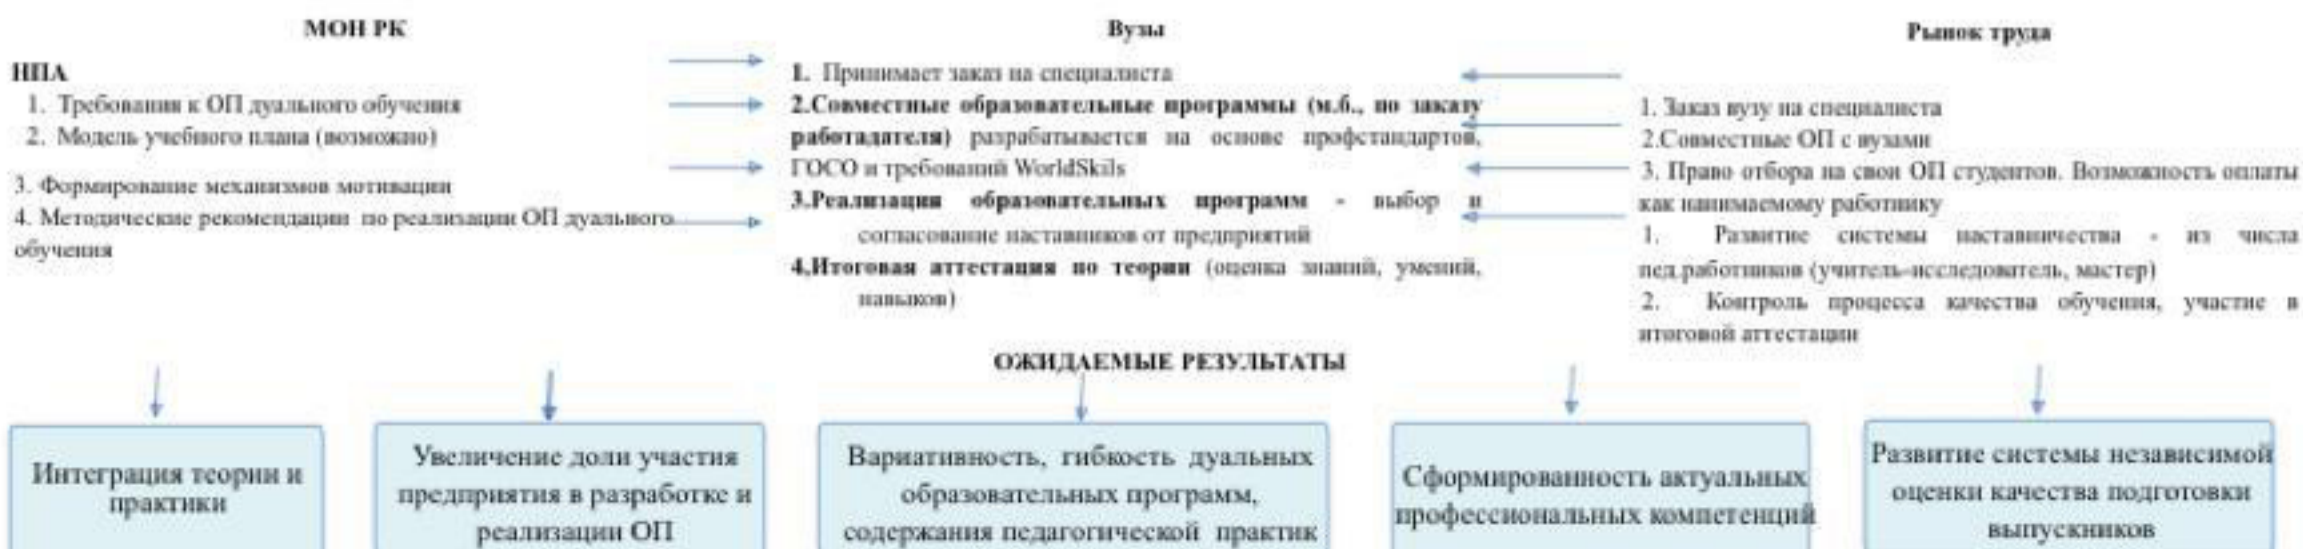 МОН РК
НПА
1. Требования к ОП дуального обучения
2. Модель учебного плана (возможно)
3. Формирование механизмов мотивации
4. Методические рекомендации по реализации ОП дуального
обучения
Вузы
1. Принимает заказ на специалиста
2.Совместные образовательные программы (м.б., по заказу
работадателя) разрабатывается на основе профстандартов,
ГОСО и требований WorldSkils
3.Реализация образовательных программ - выбор и
согласование наставников от предприятий
4.Итоговая аттестация по теории (оценка знаний, умений,
навыков)
Рынок труда
1. Заказ вузу на специалиста
2.Совместные ОП с вузами
3. Право отбора на свои ОП студентов. Возможность оплаты
как нанимаемому работнику
1. Развитие системы наставничества - из числа
пед.работников (учитель-исследователь, мастер)
2. Контроль процесса качества обучения, участие в
итоговой аттестации
ОЖИДАЕМЫЕ РЕЗУЛЬТАТЫ
Интеграция теории и
практики
Увеличение доли участия
предприятия в разработке и
реализации ОП
Вариативность, гибкость дуальных
образовательных программ,
содержания педагогической практик
Сформированность актуальных
профессиональных компетенций
Развитие системы независимой
оценки качества подготовки
выпускников